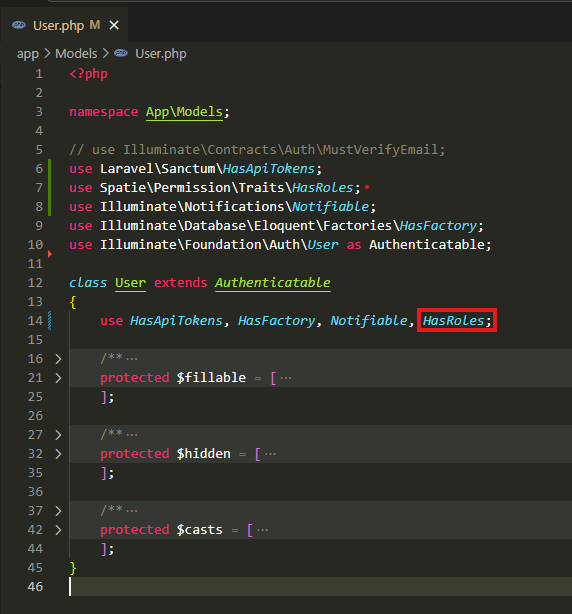 User.php M ×
app > Models > User.php
1 <?php
2
3 namespace App\Models;
4
5 // use Illuminate\Contracts\Auth\MustVerifyEmail;
6 use Laravel\Sanctum\HasApiTokens;
7 use Spatie\Permission\Traits\HasRoles;
8 use Illuminate\Notifications\Notifiable;
9 use Illuminate\Database\Eloquent\Factories\HasFactory;
10 use Illuminate\Foundation\Auth\User as Authenticatable;
11
12 class User extends Authenticatable
13 {
14 use HasApiTokens, HasFactory, Notifiable, HasRoles;
15
16 > /** ···
21 > protected $fillable = [ ···
25 ];
26
27 > /** ···
32 > protected $hidden = [ ···
35 ];
36
37 > /** ···
42 > protected $casts = [ ···
44 ];
45 }
46